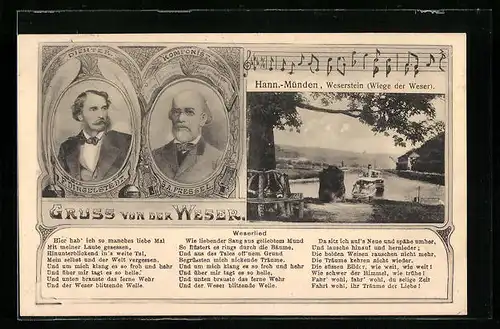 DICHTER
KOMPONIST
F. DINGELSTEDT
G. PRESSEL
Hann.-Münden, Weserstein (Wiege der Weser).
GRUSS VON DER WESER.
Weserlied
Hier hab' ich so manches liebe Mal
Mit meiner Laute gesessen,
Hinunterblickend in's weite Tal,
Mein selbst und der Welt vergessen.
Und um mich klang es so froh und hehr
Und über mir tagt es so helle,
Und unten brauste das ferne Wehr
Und der Weser blitzende Welle.
Wie liebender Sang aus geliebtem Mund
So flüstert es rings durch die Bäume,
Und aus des Tales off'nem Grund
Begrüssten mich nickende Träume.
Und um mich klang es so froh und hehr
Und über mir tagt es so helle,
Und unten brauste das ferne Wehr
Und der Weser blitzende Welle.
Da sitz ich auf's Neue und spähe umher,
Und lausche hinauf und hernieder;
Die holden Weisen rauschen nicht mehr,
Die Träume kehren nicht wieder.
Die süssen Bilder, wie weit, wie weit!
Wie schwer der Himmel, wie trübe!
Fahr' wohl, fahr' wohl, du selige Zeit
Fahrt wohl, ihr Träume der Liebe!